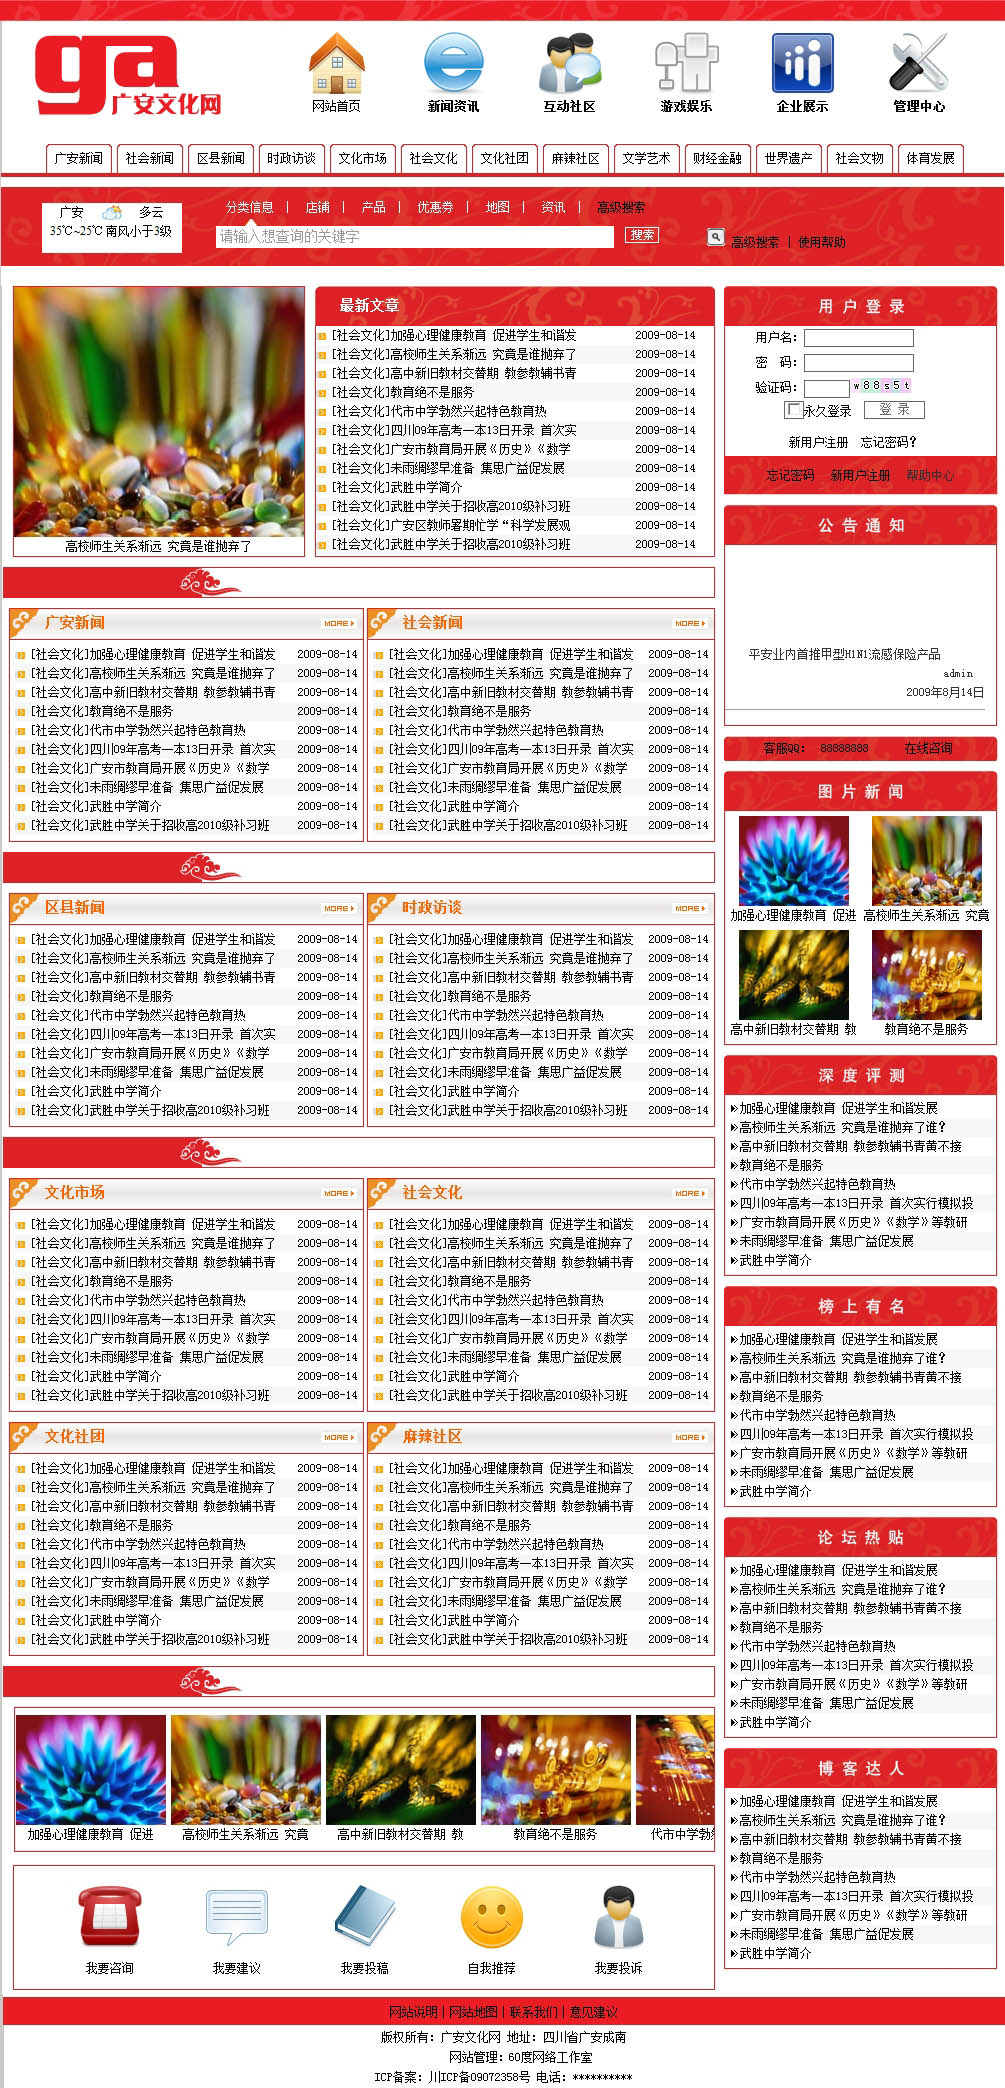 ga
广安文化网
网站首页 新闻资讯 互动社区 游戏娱乐 企业展示 管理中心
广安新闻 社会新闻 区县新闻 时政访谈 文化市场 社会文化 文化社团 麻辣社区 文学艺术 财经金融 世界遗产 社会文物 体育发展
广安 多云
35℃~25℃ 南风小于3级
分类信息 | 店铺 | 产品 | 优惠券 | 地图 | 资讯 | 高级搜索
请输入想查询的关键字 搜索 高级搜索 | 使用帮助
高校师生关系渐远 究竟是谁抛弃了
最新文章
[社会文化]加强心理健康教育 促进学生和谐发 2009-08-14
[社会文化]高校师生关系渐远 究竟是谁抛弃了 2009-08-14
[社会文化]高中新旧教材交替期 教参教辅书青 2009-08-14
[社会文化]教育绝不是服务 2009-08-14
[社会文化]代市中学勃然兴起特色教育热 2009-08-14
[社会文化]四川09年高考一本13日开录 首次实 2009-08-14
[社会文化]广安市教育局开展《历史》《数学 2009-08-14
[社会文化]未雨绸缪早准备 集思广益促发展 2009-08-14
[社会文化]武胜中学简介 2009-08-14
[社会文化]武胜中学关于招收高2010级补习班 2009-08-14
[社会文化]广安区教师暑期忙学“科学发展观 2009-08-14
[社会文化]武胜中学关于招收高2010级补习班 2009-08-14
用户登录
用户名：
密 码：
验证码： w88s5t
永久登录 登 录
新用户注册 忘记密码？
忘记密码 新用户注册 帮助中心
公告通知
平安业内首推甲型H1N1流感保险产品
admin
2009年8月14日
客服QQ： 88888888 在线咨询
广安新闻 MORE
[社会文化]加强心理健康教育 促进学生和谐发 2009-08-14
[社会文化]高校师生关系渐远 究竟是谁抛弃了 2009-08-14
[社会文化]高中新旧教材交替期 教参教辅书青 2009-08-14
[社会文化]教育绝不是服务 2009-08-14
[社会文化]代市中学勃然兴起特色教育热 2009-08-14
[社会文化]四川09年高考一本13日开录 首次实 2009-08-14
[社会文化]广安市教育局开展《历史》《数学 2009-08-14
[社会文化]未雨绸缪早准备 集思广益促发展 2009-08-14
[社会文化]武胜中学简介 2009-08-14
[社会文化]武胜中学关于招收高2010级补习班 2009-08-14
社会新闻 MORE
[社会文化]加强心理健康教育 促进学生和谐发 2009-08-14
[社会文化]高校师生关系渐远 究竟是谁抛弃了 2009-08-14
[社会文化]高中新旧教材交替期 教参教辅书青 2009-08-14
[社会文化]教育绝不是服务 2009-08-14
[社会文化]代市中学勃然兴起特色教育热 2009-08-14
[社会文化]四川09年高考一本13日开录 首次实 2009-08-14
[社会文化]广安市教育局开展《历史》《数学 2009-08-14
[社会文化]未雨绸缪早准备 集思广益促发展 2009-08-14
[社会文化]武胜中学简介 2009-08-14
[社会文化]武胜中学关于招收高2010级补习班 2009-08-14
区县新闻 MORE
[社会文化]加强心理健康教育 促进学生和谐发 2009-08-14
[社会文化]高校师生关系渐远 究竟是谁抛弃了 2009-08-14
[社会文化]高中新旧教材交替期 教参教辅书青 2009-08-14
[社会文化]教育绝不是服务 2009-08-14
[社会文化]代市中学勃然兴起特色教育热 2009-08-14
[社会文化]四川09年高考一本13日开录 首次实 2009-08-14
[社会文化]广安市教育局开展《历史》《数学 2009-08-14
[社会文化]未雨绸缪早准备 集思广益促发展 2009-08-14
[社会文化]武胜中学简介 2009-08-14
[社会文化]武胜中学关于招收高2010级补习班 2009-08-14
时政访谈 MORE
[社会文化]加强心理健康教育 促进学生和谐发 2009-08-14
[社会文化]高校师生关系渐远 究竟是谁抛弃了 2009-08-14
[社会文化]高中新旧教材交替期 教参教辅书青 2009-08-14
[社会文化]教育绝不是服务 2009-08-14
[社会文化]代市中学勃然兴起特色教育热 2009-08-14
[社会文化]四川09年高考一本13日开录 首次实 2009-08-14
[社会文化]广安市教育局开展《历史》《数学 2009-08-14
[社会文化]未雨绸缪早准备 集思广益促发展 2009-08-14
[社会文化]武胜中学简介 2009-08-14
[社会文化]武胜中学关于招收高2010级补习班 2009-08-14
文化市场 MORE
[社会文化]加强心理健康教育 促进学生和谐发 2009-08-14
[社会文化]高校师生关系渐远 究竟是谁抛弃了 2009-08-14
[社会文化]高中新旧教材交替期 教参教辅书青 2009-08-14
[社会文化]教育绝不是服务 2009-08-14
[社会文化]代市中学勃然兴起特色教育热 2009-08-14
[社会文化]四川09年高考一本13日开录 首次实 2009-08-14
[社会文化]广安市教育局开展《历史》《数学 2009-08-14
[社会文化]未雨绸缪早准备 集思广益促发展 2009-08-14
[社会文化]武胜中学简介 2009-08-14
[社会文化]武胜中学关于招收高2010级补习班 2009-08-14
社会文化 MORE
[社会文化]加强心理健康教育 促进学生和谐发 2009-08-14
[社会文化]高校师生关系渐远 究竟是谁抛弃了 2009-08-14
[社会文化]高中新旧教材交替期 教参教辅书青 2009-08-14
[社会文化]教育绝不是服务 2009-08-14
[社会文化]代市中学勃然兴起特色教育热 2009-08-14
[社会文化]四川09年高考一本13日开录 首次实 2009-08-14
[社会文化]广安市教育局开展《历史》《数学 2009-08-14
[社会文化]未雨绸缪早准备 集思广益促发展 2009-08-14
[社会文化]武胜中学简介 2009-08-14
[社会文化]武胜中学关于招收高2010级补习班 2009-08-14
文化社团 MORE
[社会文化]加强心理健康教育 促进学生和谐发 2009-08-14
[社会文化]高校师生关系渐远 究竟是谁抛弃了 2009-08-14
[社会文化]高中新旧教材交替期 教参教辅书青 2009-08-14
[社会文化]教育绝不是服务 2009-08-14
[社会文化]代市中学勃然兴起特色教育热 2009-08-14
[社会文化]四川09年高考一本13日开录 首次实 2009-08-14
[社会文化]广安市教育局开展《历史》《数学 2009-08-14
[社会文化]未雨绸缪早准备 集思广益促发展 2009-08-14
[社会文化]武胜中学简介 2009-08-14
[社会文化]武胜中学关于招收高2010级补习班 2009-08-14
麻辣社区 MORE
[社会文化]加强心理健康教育 促进学生和谐发 2009-08-14
[社会文化]高校师生关系渐远 究竟是谁抛弃了 2009-08-14
[社会文化]高中新旧教材交替期 教参教辅书青 2009-08-14
[社会文化]教育绝不是服务 2009-08-14
[社会文化]代市中学勃然兴起特色教育热 2009-08-14
[社会文化]四川09年高考一本13日开录 首次实 2009-08-14
[社会文化]广安市教育局开展《历史》《数学 2009-08-14
[社会文化]未雨绸缪早准备 集思广益促发展 2009-08-14
[社会文化]武胜中学简介 2009-08-14
[社会文化]武胜中学关于招收高2010级补习班 2009-08-14
图片新闻
加强心理健康教育 促进 高校师生关系渐远 究竟
高中新旧教材交替期 教 教育绝不是服务
深度评测
加强心理健康教育 促进学生和谐发展
高校师生关系渐远 究竟是谁抛弃了谁？
高中新旧教材交替期 教参教辅书青黄不接
教育绝不是服务
代市中学勃然兴起特色教育热
四川09年高考一本13日开录 首次实行模拟投
广安市教育局开展《历史》《数学》等教研
未雨绸缪早准备 集思广益促发展
武胜中学简介
榜上有名
加强心理健康教育 促进学生和谐发展
高校师生关系渐远 究竟是谁抛弃了谁？
高中新旧教材交替期 教参教辅书青黄不接
教育绝不是服务
代市中学勃然兴起特色教育热
四川09年高考一本13日开录 首次实行模拟投
广安市教育局开展《历史》《数学》等教研
未雨绸缪早准备 集思广益促发展
武胜中学简介
论坛热贴
加强心理健康教育 促进学生和谐发展
高校师生关系渐远 究竟是谁抛弃了谁？
高中新旧教材交替期 教参教辅书青黄不接
教育绝不是服务
代市中学勃然兴起特色教育热
四川09年高考一本13日开录 首次实行模拟投
广安市教育局开展《历史》《数学》等教研
未雨绸缪早准备 集思广益促发展
武胜中学简介
博客达人
加强心理健康教育 促进学生和谐发展
高校师生关系渐远 究竟是谁抛弃了谁？
高中新旧教材交替期 教参教辅书青黄不接
教育绝不是服务
代市中学勃然兴起特色教育热
四川09年高考一本13日开录 首次实行模拟投
广安市教育局开展《历史》《数学》等教研
未雨绸缪早准备 集思广益促发展
武胜中学简介
加强心理健康教育 促进 高校师生关系渐远 究竟 高中新旧教材交替期 教 教育绝不是服务 代市中学勃
我要咨询 我要建议 我要投稿 自我推荐 我要投诉
网站说明 | 网站地图 | 联系我们 | 意见建议
版权所有：广安文化网 地址：四川省广安成南
网站管理：60度网络工作室
ICP备案：川ICP备09072358号 电话：**********